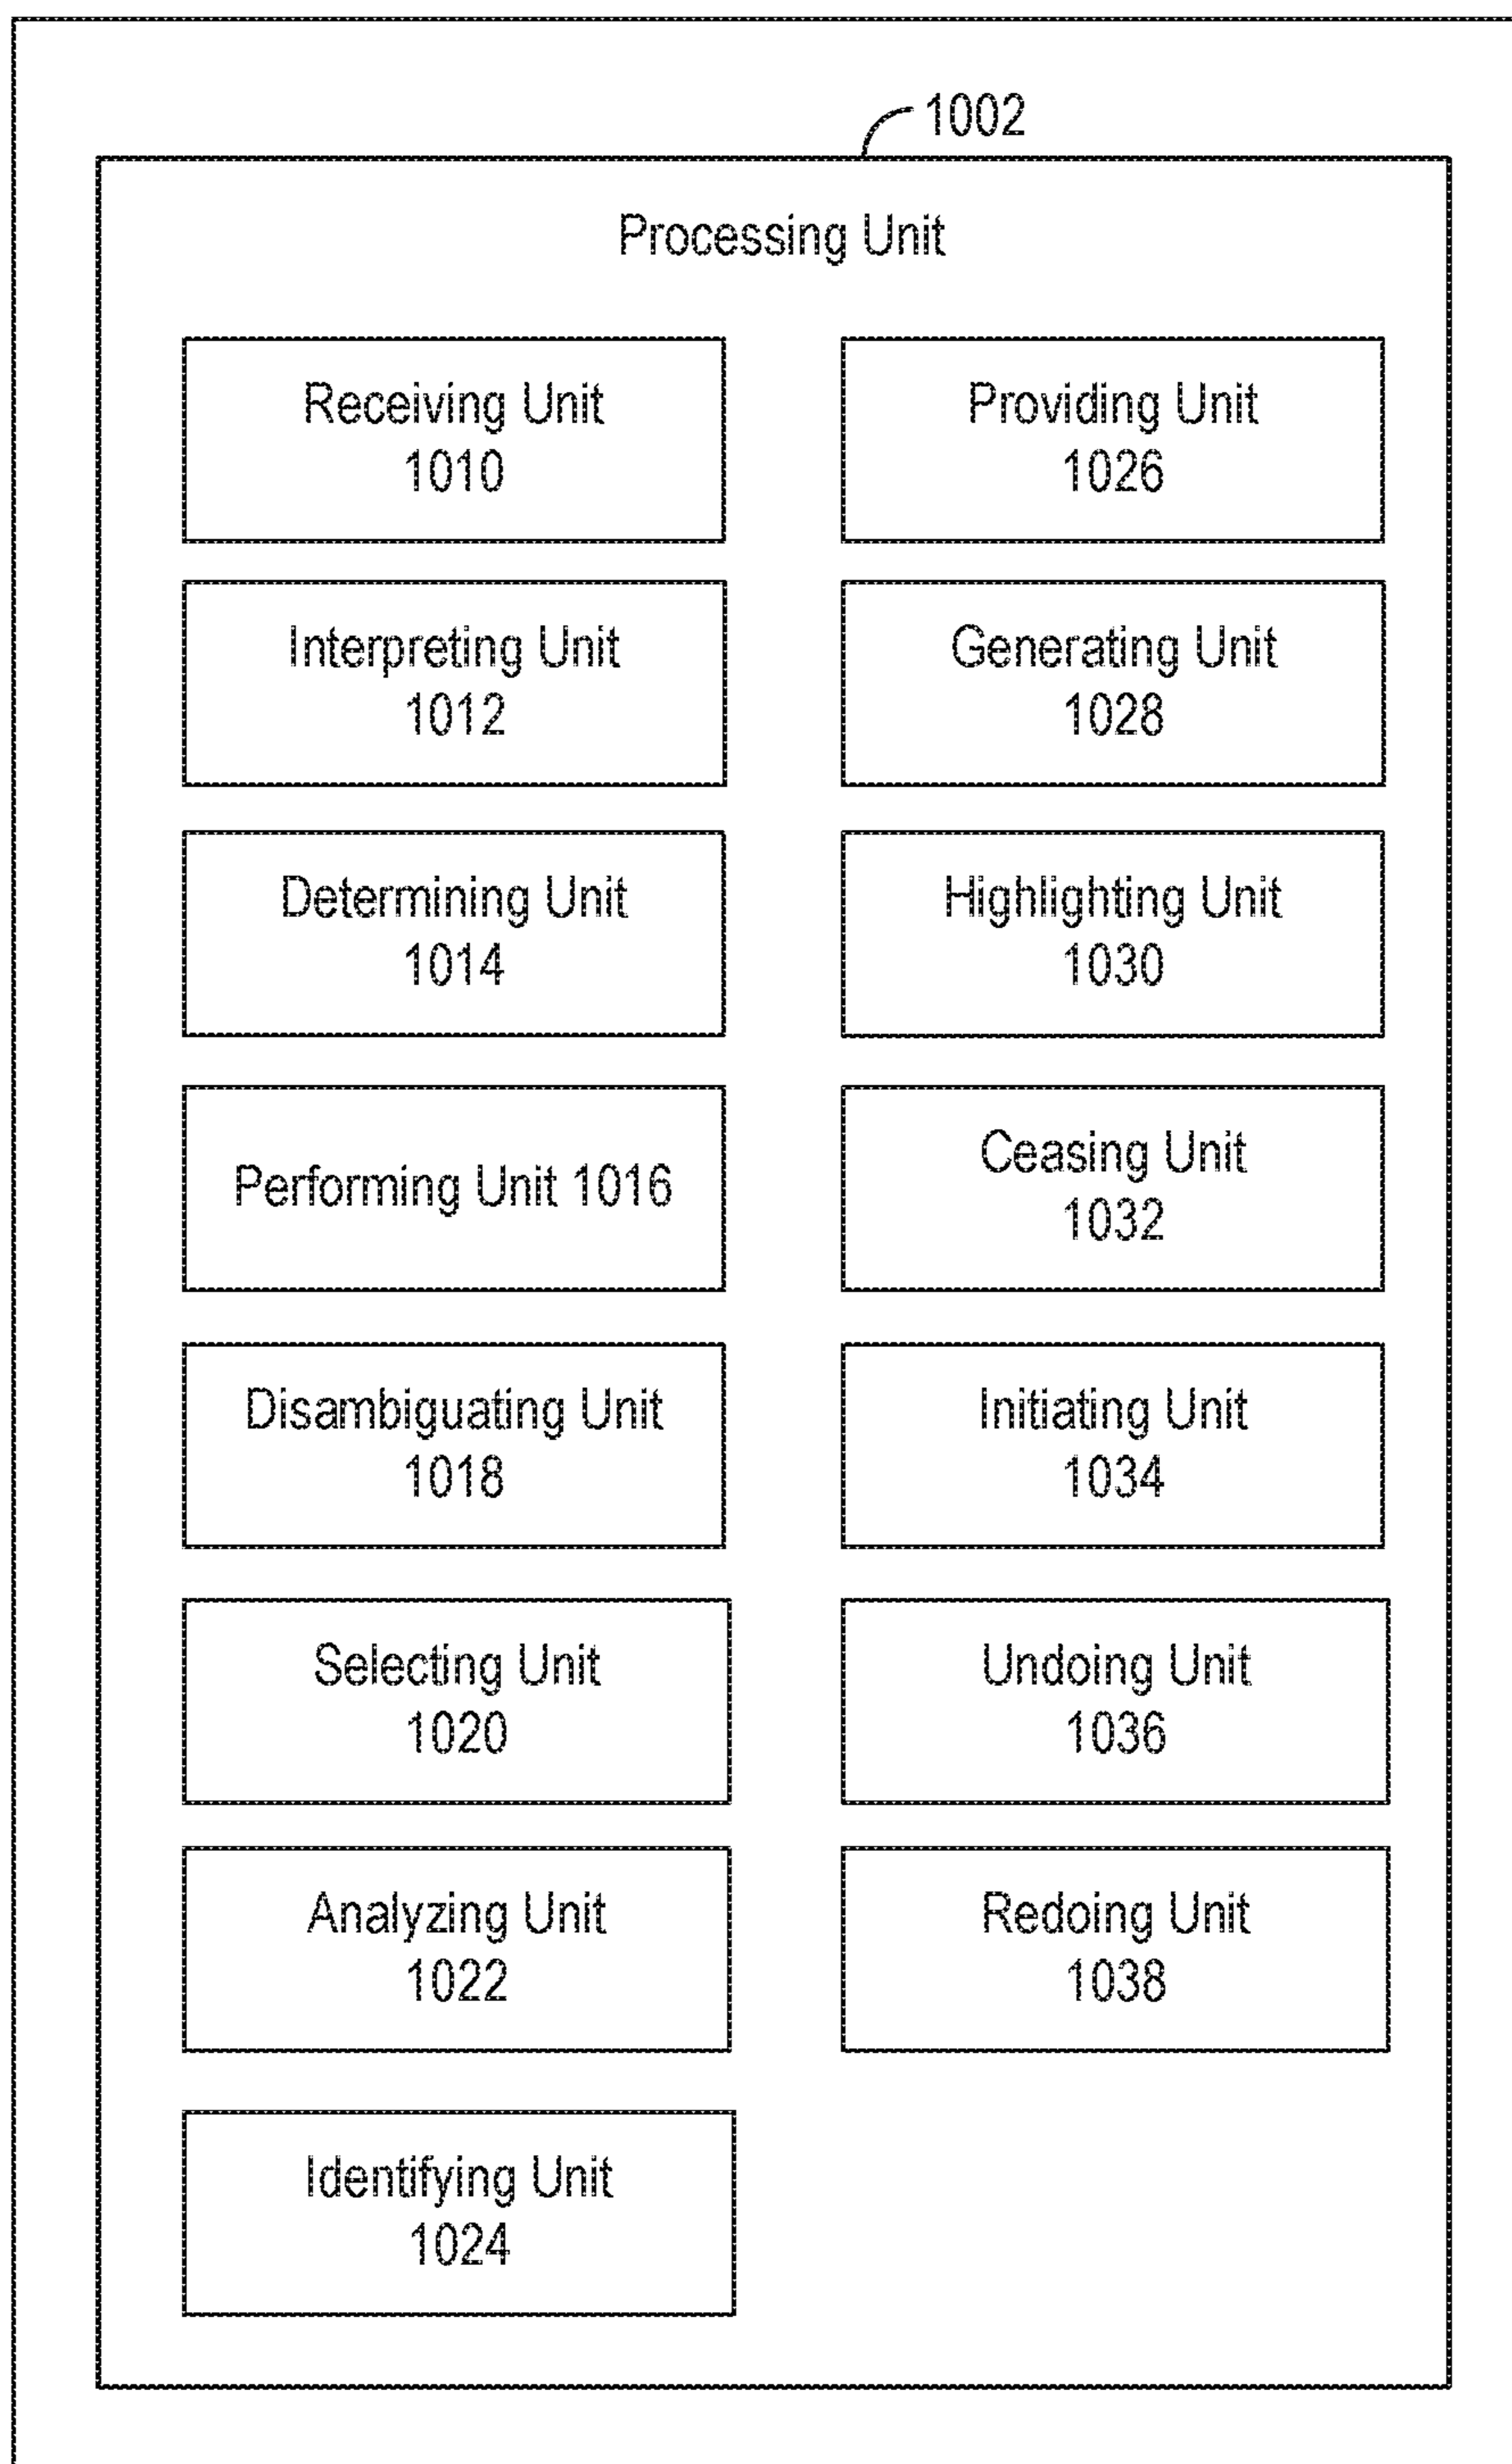 1002
Processing Unit
Receiving Unit
1010
Interpreting Unit
1012
Determining Unit
1014
Performing Unit 1016
Disambiguating Unit
1018
Selecting Unit
1020
Analyzing Unit
1022
Identifying Unit
1024
Providing Unit
1026
Generating Unit
1028
Highlighting Unit
1030
Ceasing Unit
1032
Initiating Unit
1034
Undoing Unit
1036
Redoing Unit
1038